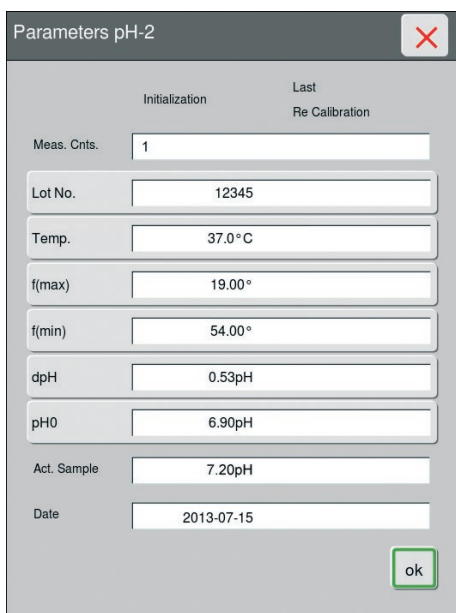 Parameters pH-2
Initialization
Last
Re Calibration
Meas. Cnts. 1
Lot No. 12345
Temp. 37.0°C
f(max) 19.00°
f(min) 54.00°
dpH 0.53pH
pH0 6.90pH
Act. Sample 7.20pH
Date 2013-07-15
ok